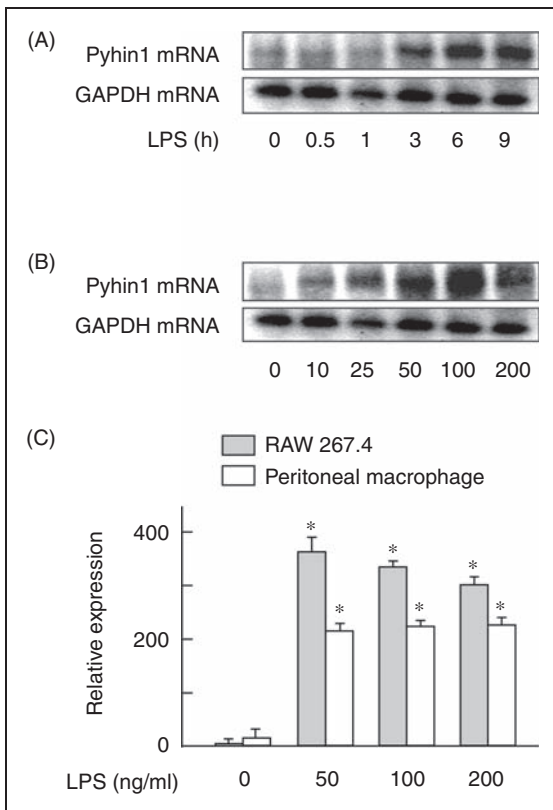 (A)
Pyhin1 mRNA
GAPDH mRNA
LPS (h) 0 0.5 1 3 6 9
(B)
Pyhin1 mRNA
GAPDH mRNA
0 10 25 50 100 200
(C)
RAW 267.4
Peritoneal macrophage
Relative expression
400
200
0
* * * * * *
LPS (ng/ml) 0 50 100 200